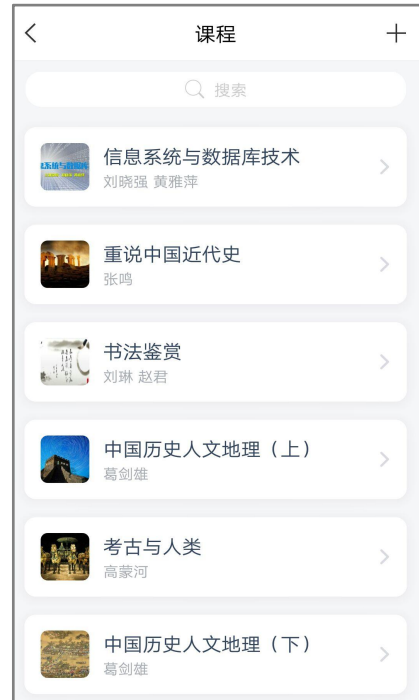 课程
搜索
信息系统与数据库技术
刘晓强 黄雅萍
重说中国近代史
张鸣
书法鉴赏
刘琳 赵君
中国历史人文地理（上）
葛剑雄
考古与人类
高蒙河
中国历史人文地理（下）
葛剑雄